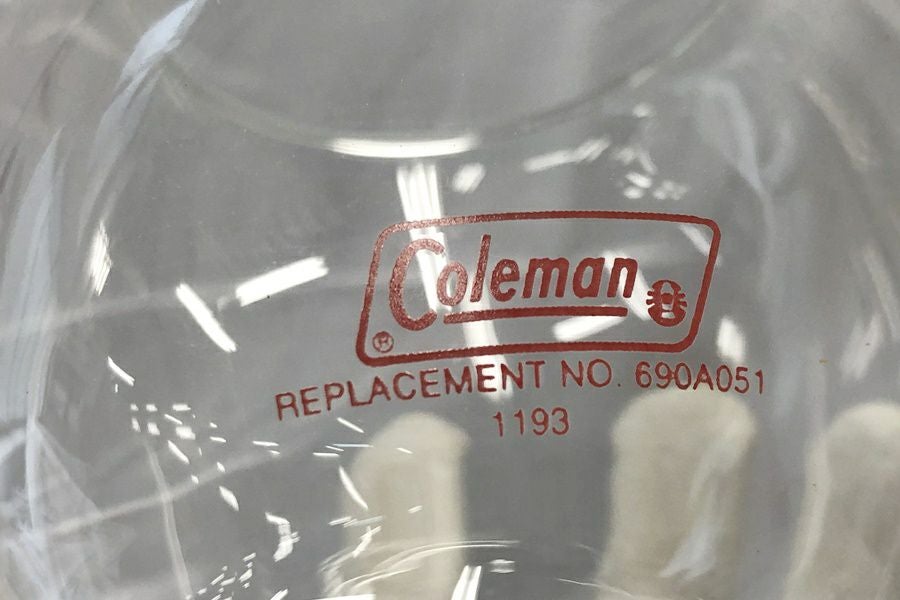 Coleman
®
REPLACEMENT NO. 690A051
1193